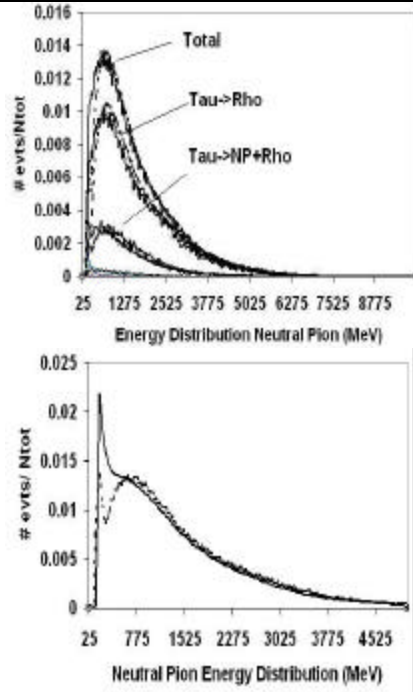 0.016
0.014
0.012
0.01
0.008
0.006
0.004
0.002
0
# evts/Ntot
Total
Tau->Rho
Tau->NP+Rho
25 1275 2525 3775 5025 6275 7525 8775
Energy Distribution Neutral Pion (MeV)
0.025
0.02
0.015
0.01
0.005
0
# evts/ Ntot
25 775 1525 2275 3025 3775 4525
Neutral Pion Energy Distribution (MeV)